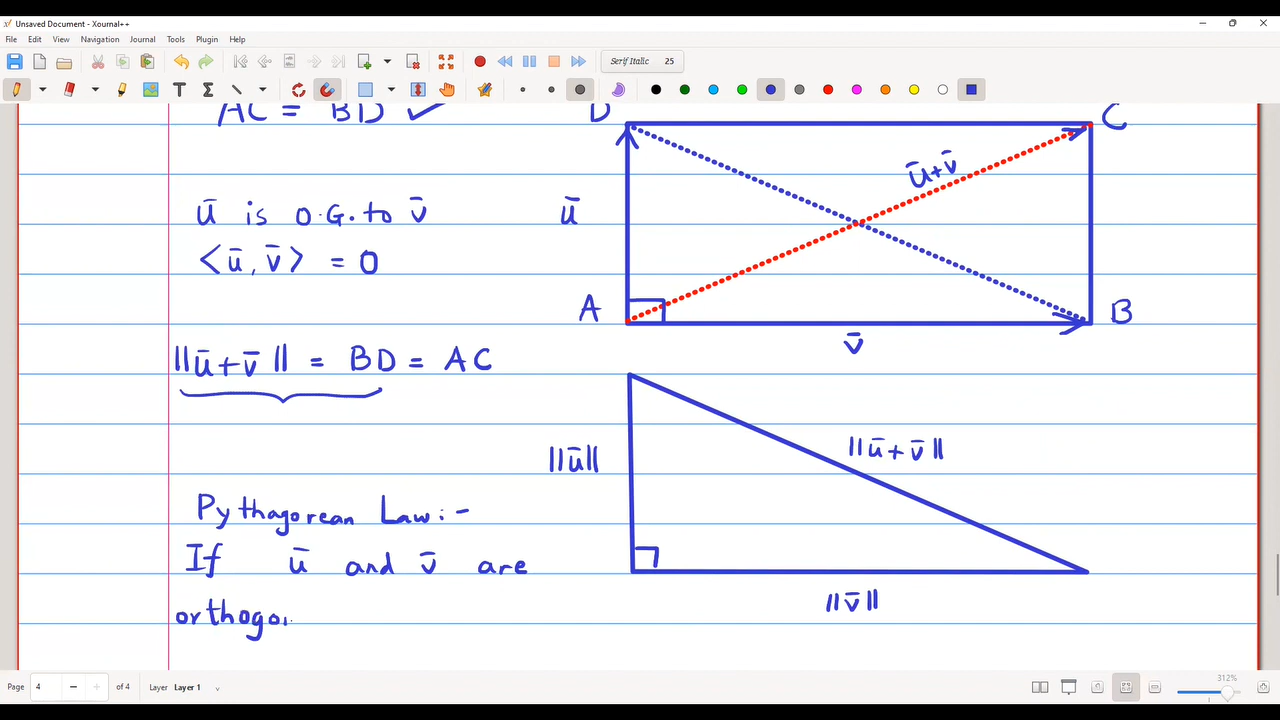 Unsaved Document - Xournal++
File Edit View Navigation Journal Tools Plugin Help
Serif Italic 25
AC = BD ✓
D
C
ū+v̄
ū is O.G. to v̄
ū
<ū, v̄> = 0
A
B
v̄
||ū+v̄|| = BD = AC
||ū||
||ū+v̄||
Pythagorean Law:-
If ū and v̄ are
||v̄||
Page 4 of 4 Layer Layer 1
312%